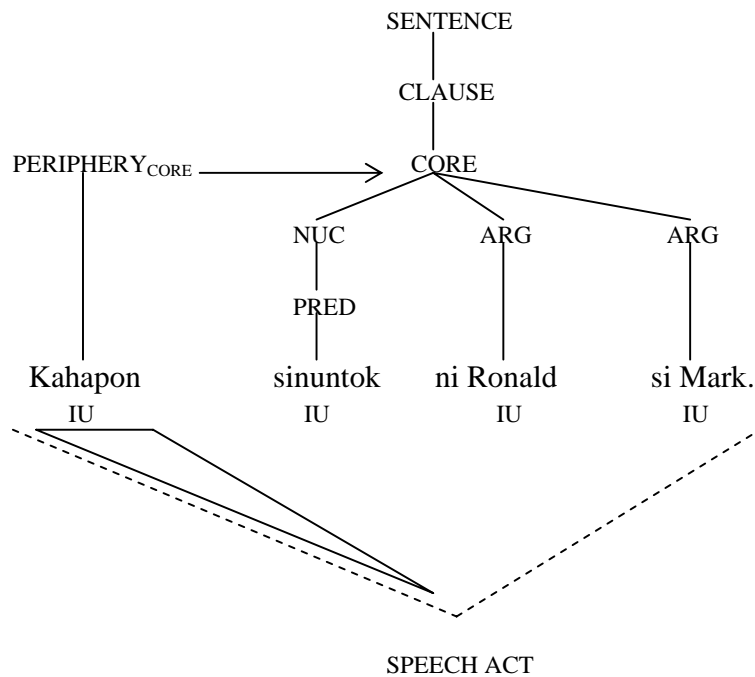 SENTENCE
CLAUSE
PERIPHERY_CORE CORE
NUC ARG ARG
PRED
Kahapon sinuntok ni Ronald si Mark.
IU IU IU IU
SPEECH ACT